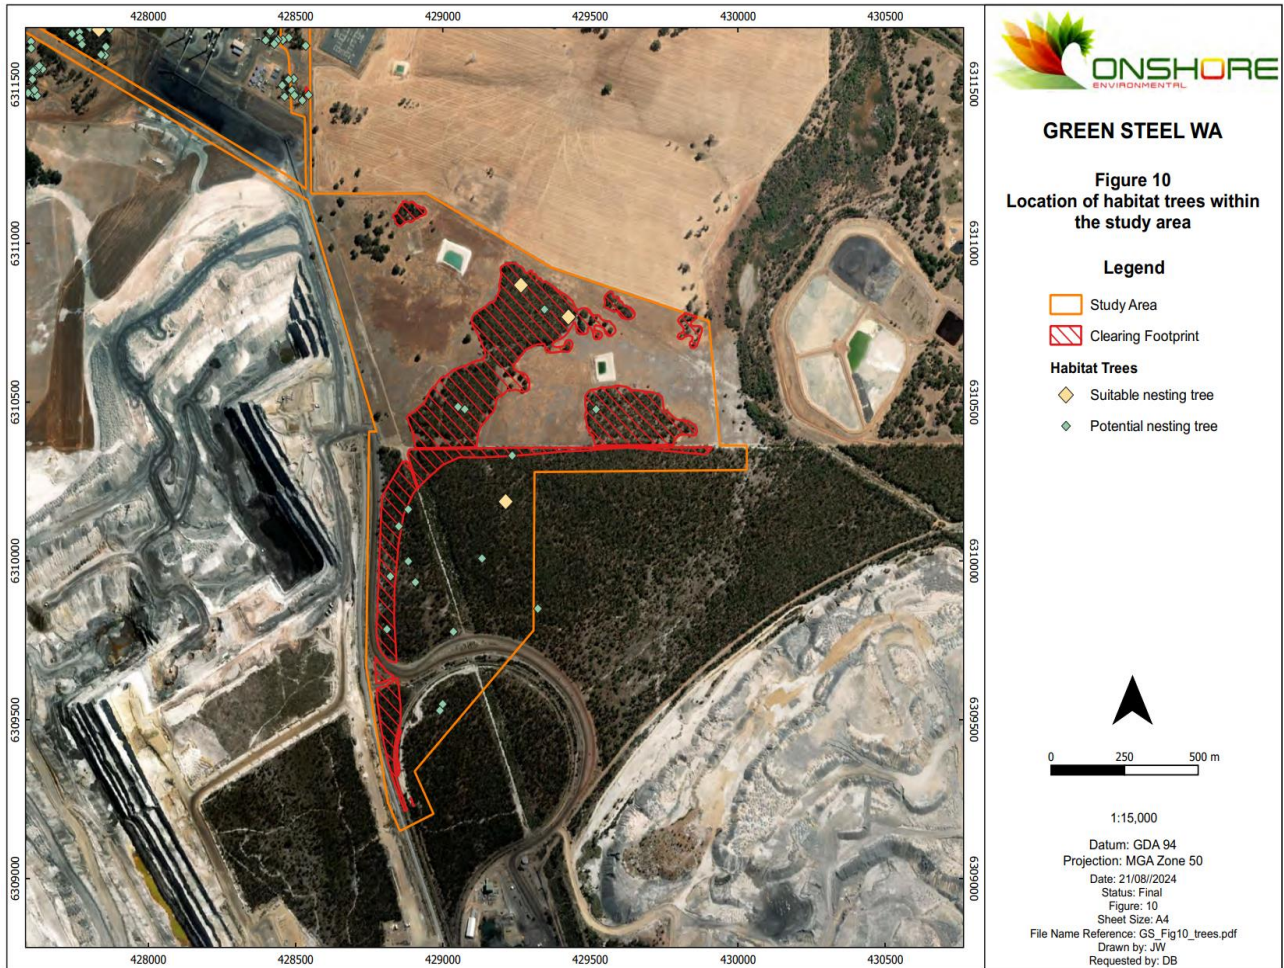 428000 428500 429000 429500 430000 430500
6311500
6311000
6310500
6310000
6309500
6309000
6311500
6311000
6310500
6310000
6309500
6309000
428000 428500 429000 429500 430000 430500
ONSHORE
ENVIRONMENTAL
GREEN STEEL WA
Figure 10
Location of habitat trees within
the study area
Legend
Study Area
Clearing Footprint
Habitat Trees
Suitable nesting tree
Potential nesting tree
0 250 500 m
1:15,000
Datum: GDA 94
Projection: MGA Zone 50
Date: 21/08//2024
Status: Final
Figure: 10
Sheet Size: A4
File Name Reference: GS_Fig10_trees.pdf
Drawn by: JW
Requested by: DB